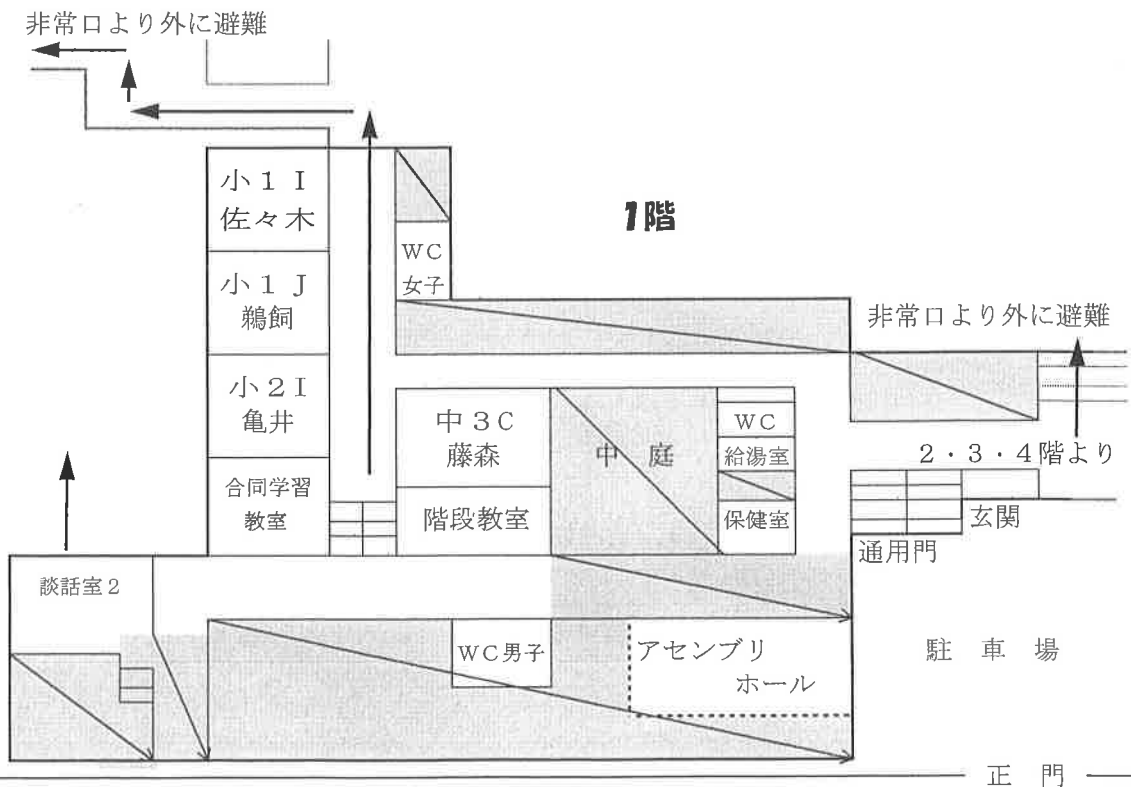 非常口より外に避難
小１Ｉ
佐々木
1階
ＷＣ
女子
小１Ｊ
鵜飼
非常口より外に避難
小２Ｉ
亀井
中３Ｃ
藤森
中庭
ＷＣ
給湯室
２・３・４階より
合同学習
教室
階段教室
保健室
玄関
通用門
談話室２
ＷＣ男子
アセンブリ
ホール
駐車場
正門